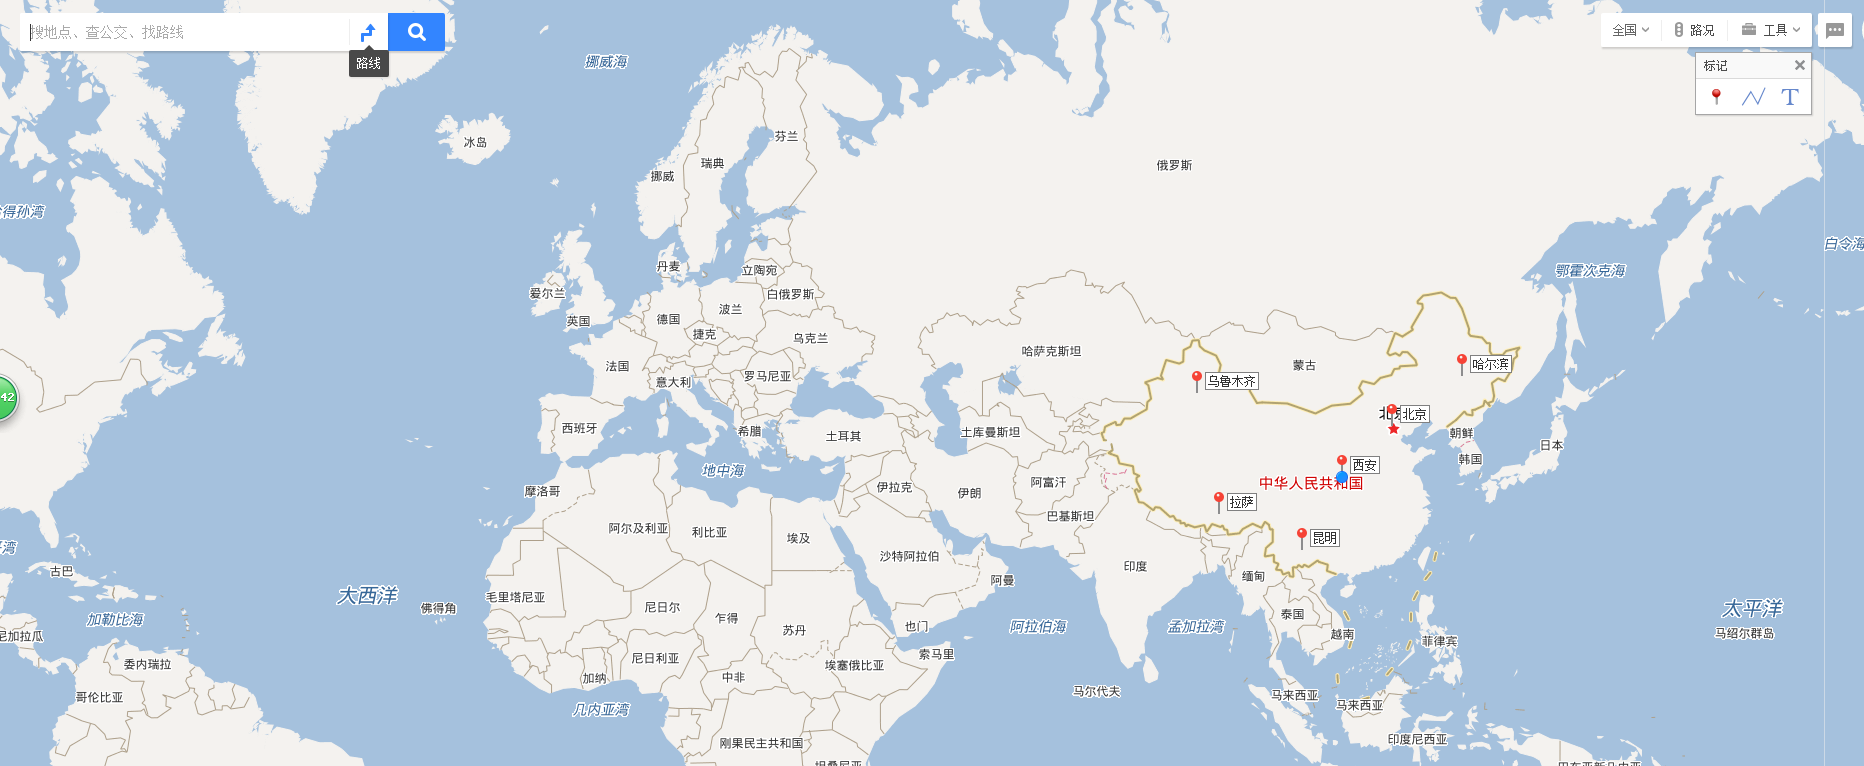 搜地点、查公交、找路线
路线
全国
路况
工具
标记
T
挪威海
冰岛
芬兰
瑞典
挪威
俄罗斯
得孙湾
白令海
鄂霍次克海
丹麦
立陶宛
爱尔兰
白俄罗斯
英国
德国
波兰
捷克
乌克兰
法国
哈萨克斯坦
蒙古
哈尔滨
意大利
罗马尼亚
乌鲁木齐
42
北京
北京
西班牙
希腊
土耳其
土库曼斯坦
朝鲜
日本
韩国
地中海
西安
中华人民共和国
摩洛哥
伊拉克
伊朗
阿富汗
拉萨
巴基斯坦
阿尔及利亚
利比亚
埃及
昆明
湾
沙特阿拉伯
印度
缅甸
古巴
阿曼
大西洋
毛里塔尼亚
佛得角
尼日尔
乍得
苏丹
也门
阿拉伯海
孟加拉湾
泰国
太平洋
加勒比海
尼加拉瓜
越南
菲律宾
马绍尔群岛
委内瑞拉
尼日利亚
埃塞俄比亚
索马里
加纳
中非
马尔代夫
马来西亚
哥伦比亚
几内亚湾
马来西亚
刚果民主共和国
印度尼西亚
坦桑尼亚
巴布亚新几内亚